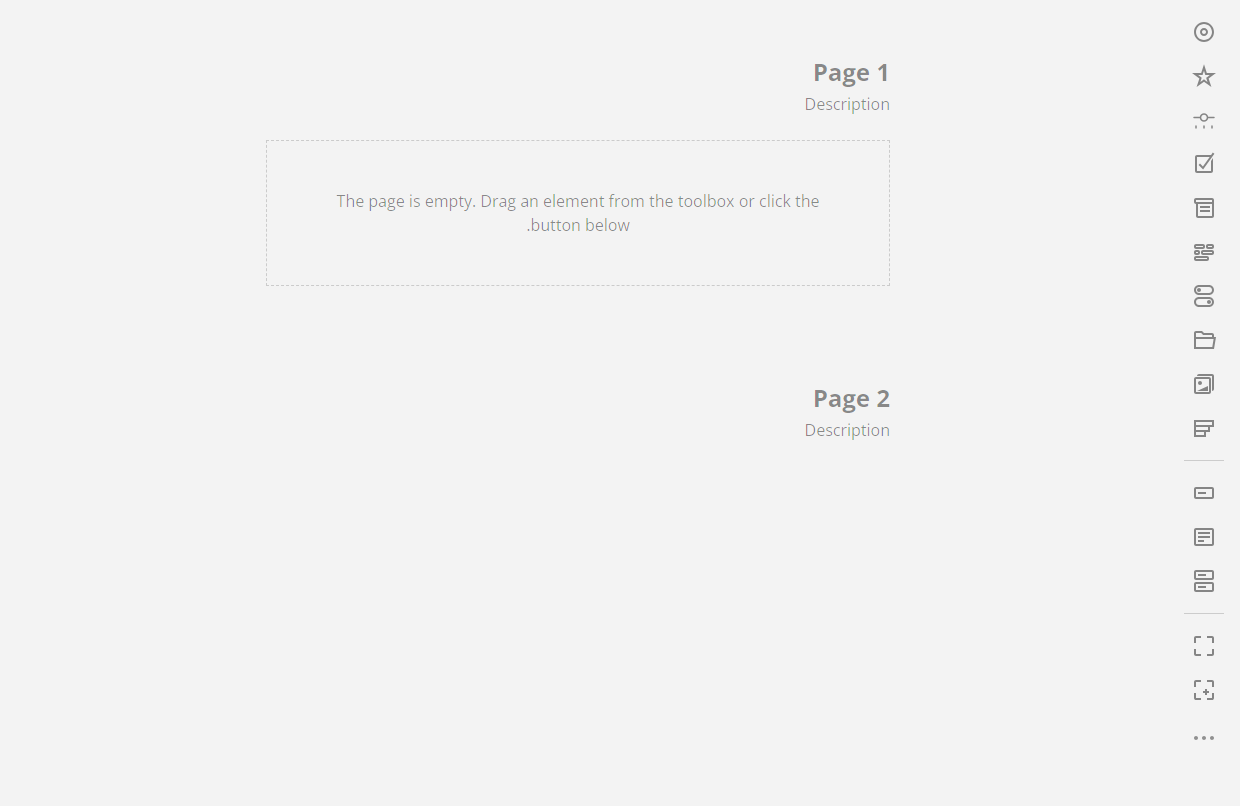 Page 1
Description
The page is empty. Drag an element from the toolbox or click the
.button below
Page 2
Description